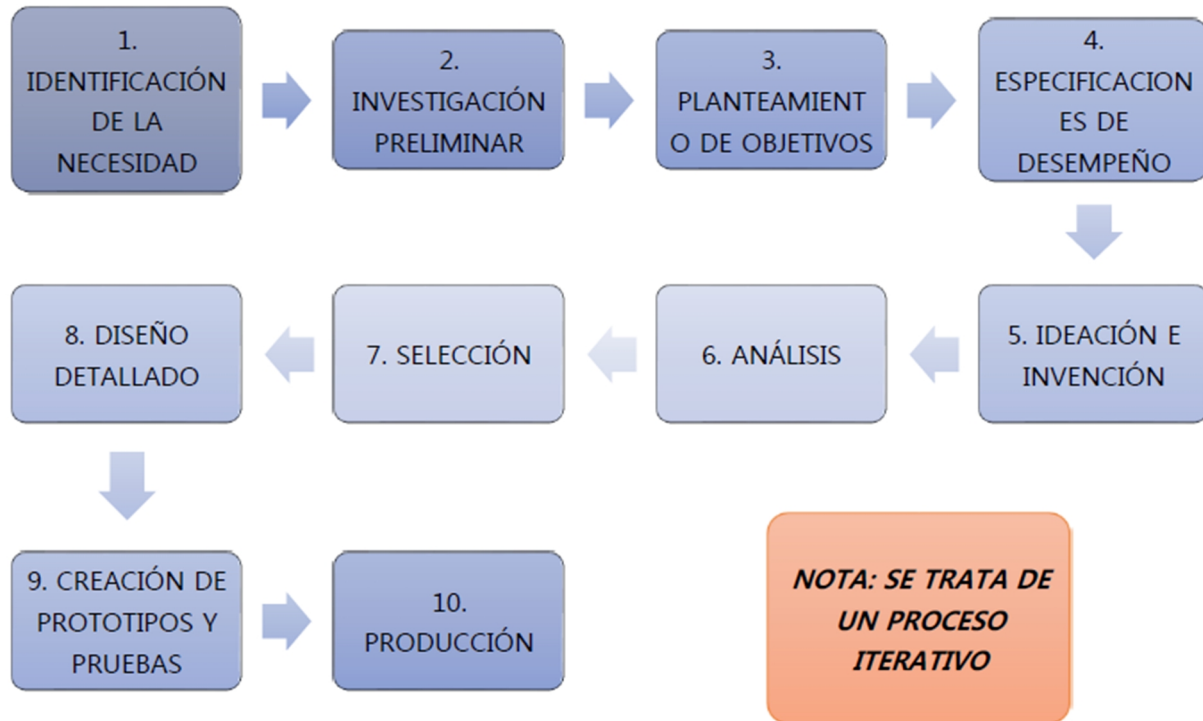 1.
IDENTIFICACIÓN
DE LA
NECESIDAD
2.
INVESTIGACIÓN
PRELIMINAR
3.
PLANTEAMIENT
O DE OBJETIVOS
4.
ESPECIFICACION
ES DE
DESEMPEÑO
5. IDEACIÓN E
INVENCIÓN
6. ANÁLISIS
7. SELECCIÓN
8. DISEÑO
DETALLADO
9. CREACIÓN DE
PROTOTIPOS Y
PRUEBAS
10.
PRODUCCIÓN
NOTA: SE TRATA DE
UN PROCESO
ITERATIVO